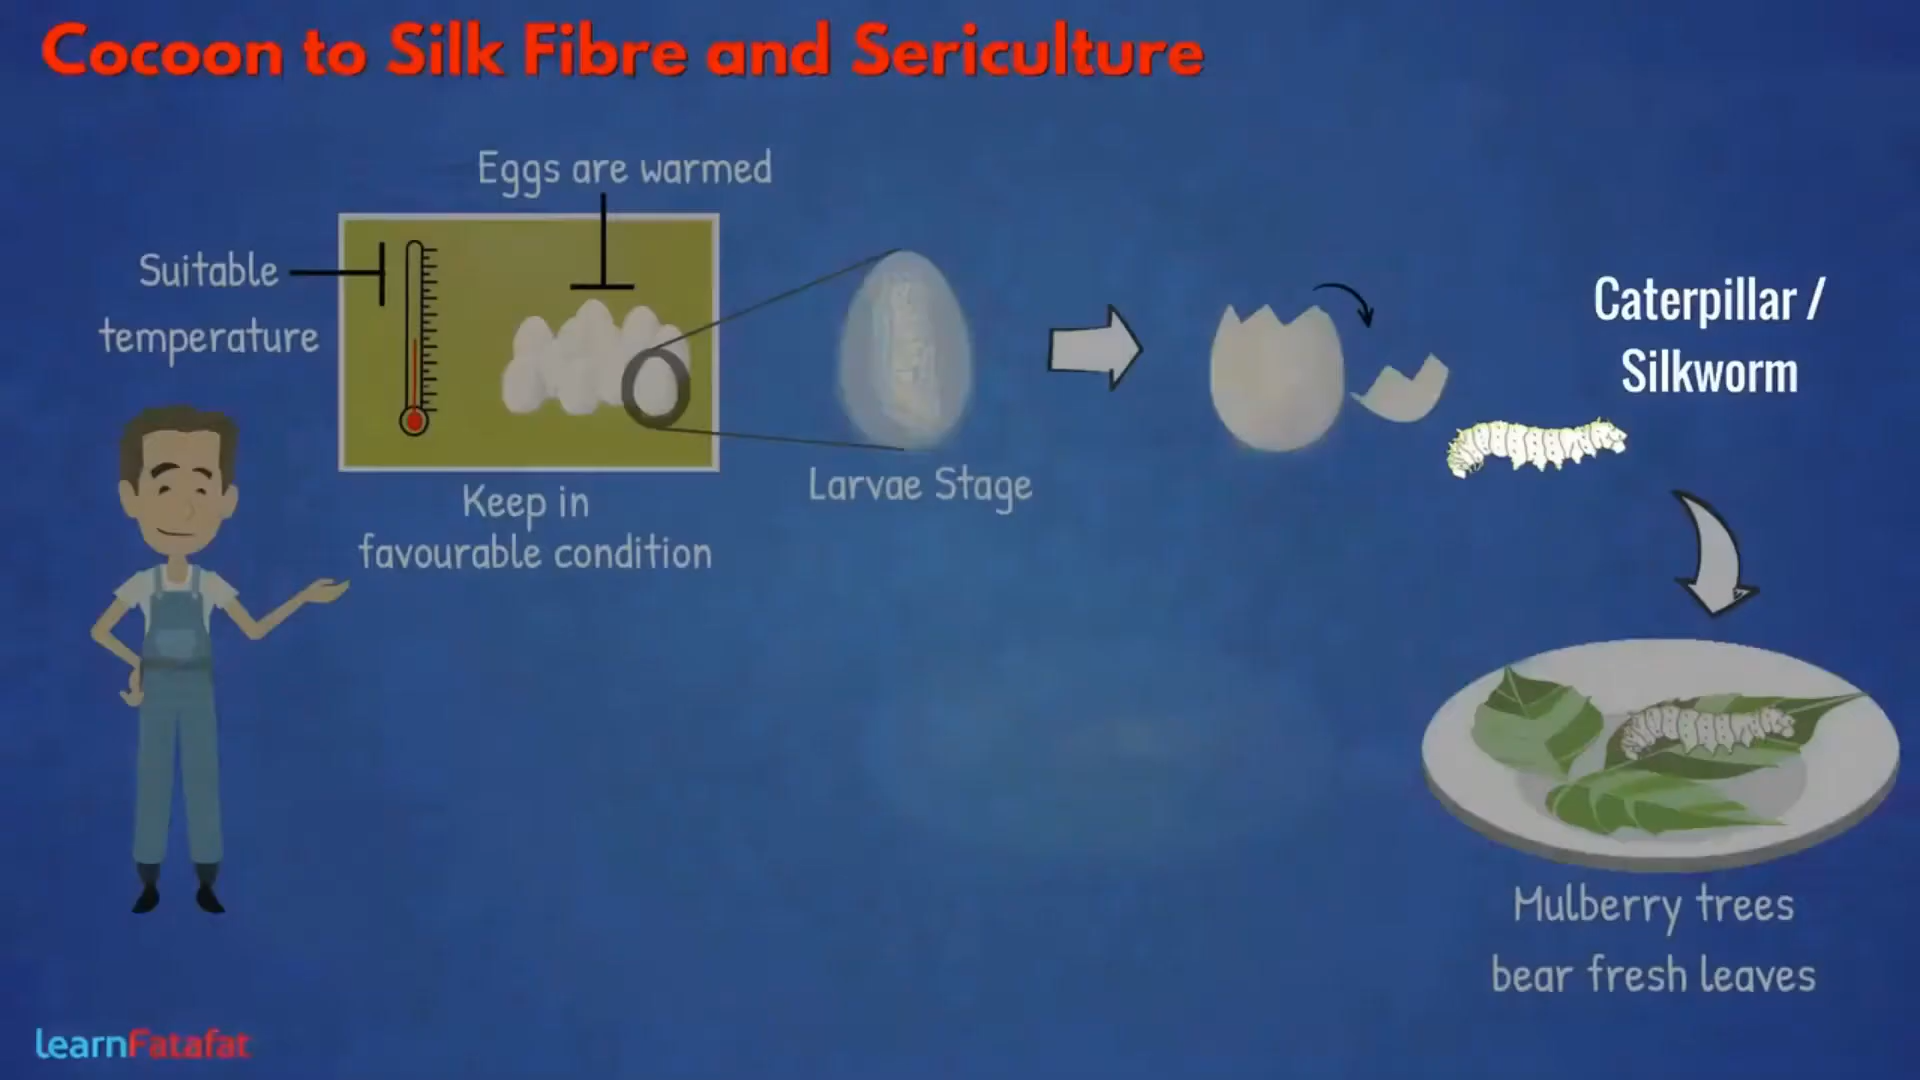 Cocoon to Silk Fibre and Sericulture
Eggs are warmed
Suitable
temperature
Caterpillar /
Silkworm
Larvae Stage
Keep in
favourable condition
Mulberry trees
bear fresh leaves
learnFatafat